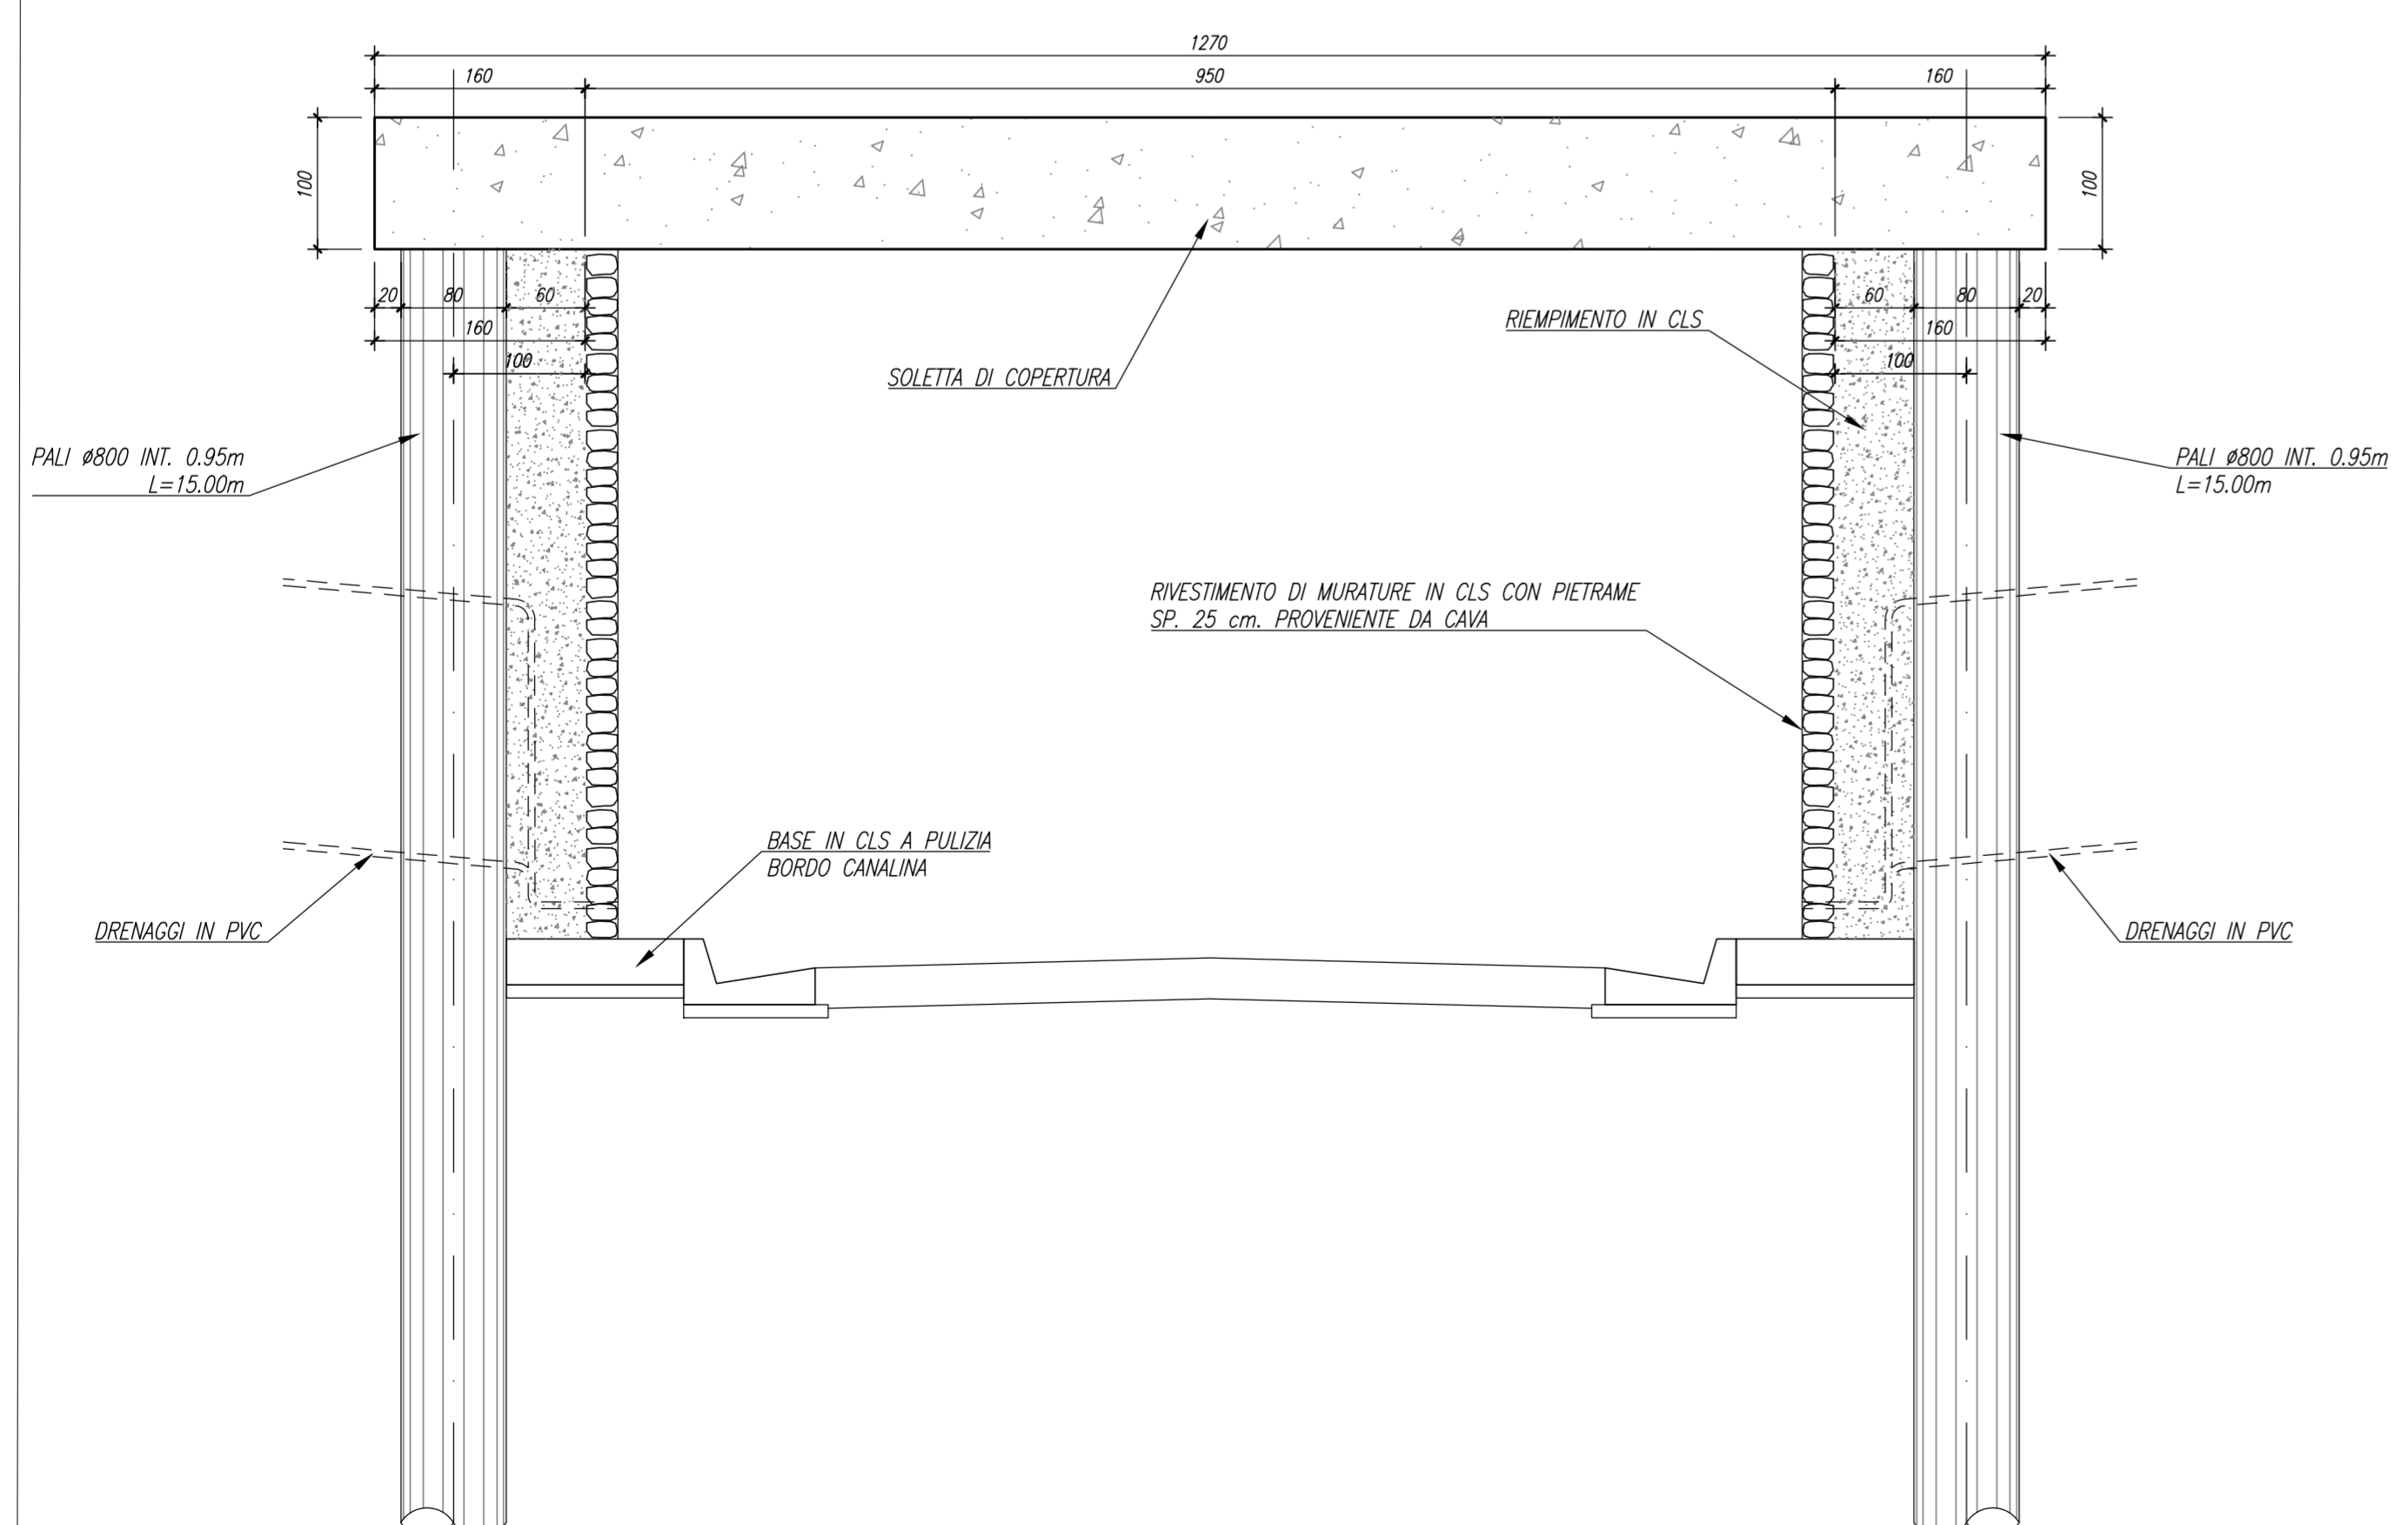 1270
160 950 160
100 100
20 80 60 60 80 20
160 160
100 100
RIEMPIMENTO IN CLS
SOLETTA DI COPERTURA
PALI ø800 INT. 0.95m
L=15.00m
PALI ø800 INT. 0.95m
L=15.00m
RIVESTIMENTO DI MURATURE IN CLS CON PIETRAME
SP. 25 cm. PROVENIENTE DA CAVA
BASE IN CLS A PULIZIA
BORDO CANALINA
DRENAGGI IN PVC
DRENAGGI IN PVC